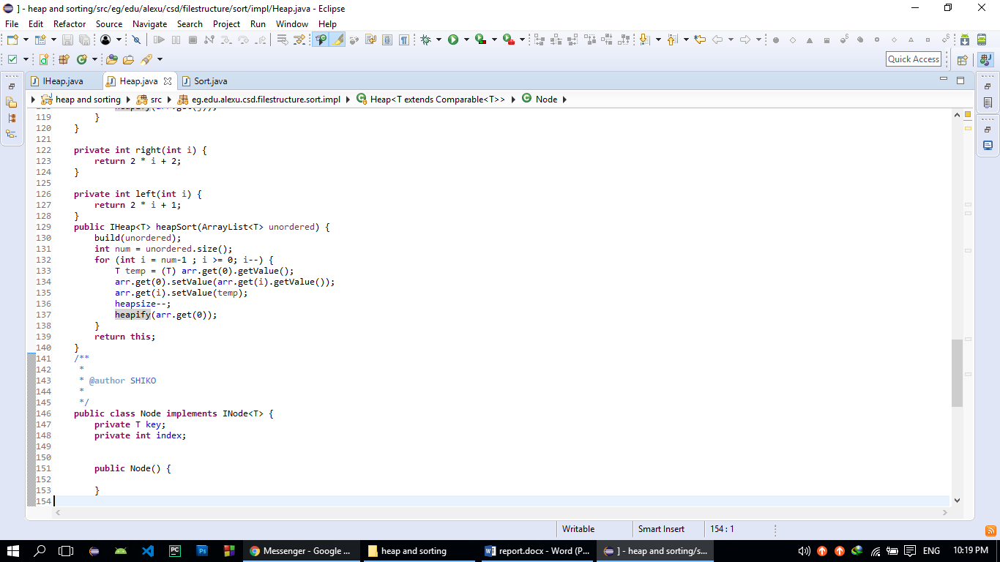 ] - heap and sorting/src/eg/edu/alexu/csd/filestructure/sort/impl/Heap.java - Eclipse
File Edit Refactor Source Navigate Search Project Run Window Help
Quick Access
IHeap.java Heap.java Sort.java
heap and sorting src eg.edu.alexu.csd.filestructure.sort.impl Heap<T extends Comparable<T>> Node
119 }
120 }
121
122 private int right(int i) {
123 return 2 * i + 2;
124 }
125
126 private int left(int i) {
127 return 2 * i + 1;
128 }
129 public IHeap<T> heapSort(ArrayList<T> unordered) {
130 build(unordered);
131 int num = unordered.size();
132 for (int i = num-1 ; i >= 0; i--) {
133 T temp = (T) arr.get(0).getValue();
134 arr.get(0).setValue(arr.get(i).getValue());
135 arr.get(i).setValue(temp);
136 heapsize--;
137 heapify(arr.get(0));
138 }
139 return this;
140 }
141 /**
142 *
143 * @author SHIKO
144 *
145 */
146 public class Node implements INode<T> {
147 private T key;
148 private int index;
149
150
151 public Node() {
152
153 }
154
Writable Smart Insert 154 : 1
PC Ps Messenger - Google ... heap and sorting report.docx - Word (P... ] - heap and sorting/s... ENG 10:19 PM